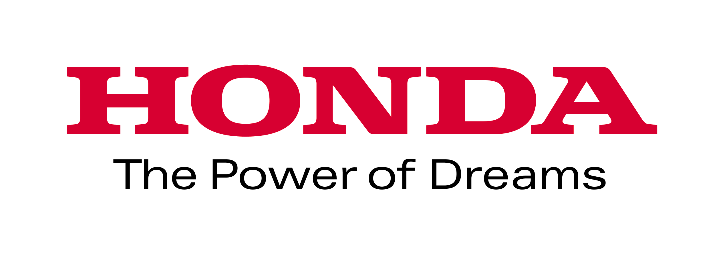 HONDA
The Power of Dreams